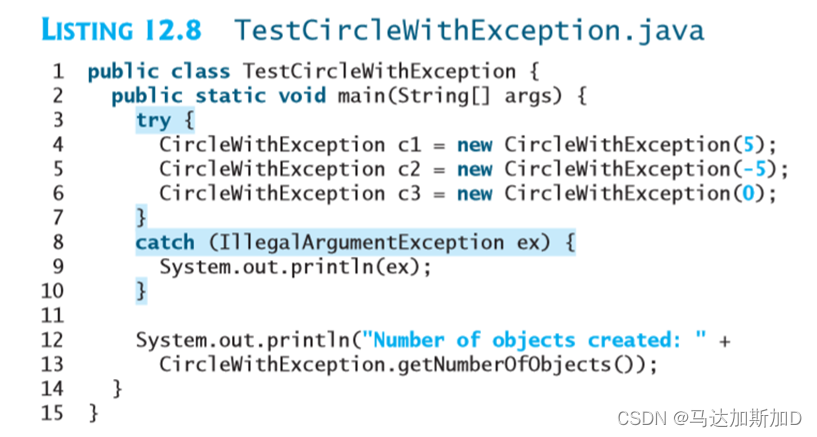 LISTING 12.8 TestCircleWithException.java
1 public class TestCircleWithException {
2 public static void main(String[] args) {
3 try {
4 CircleWithException c1 = new CircleWithException(5);
5 CircleWithException c2 = new CircleWithException(-5);
6 CircleWithException c3 = new CircleWithException(0);
7 }
8 catch (IllegalArgumentException ex) {
9 System.out.println(ex);
10 }
11
12 System.out.println("Number of objects created: " +
13 CircleWithException.getNumberOfObjects());
14 }
15 }
CSDN @马达加斯加D